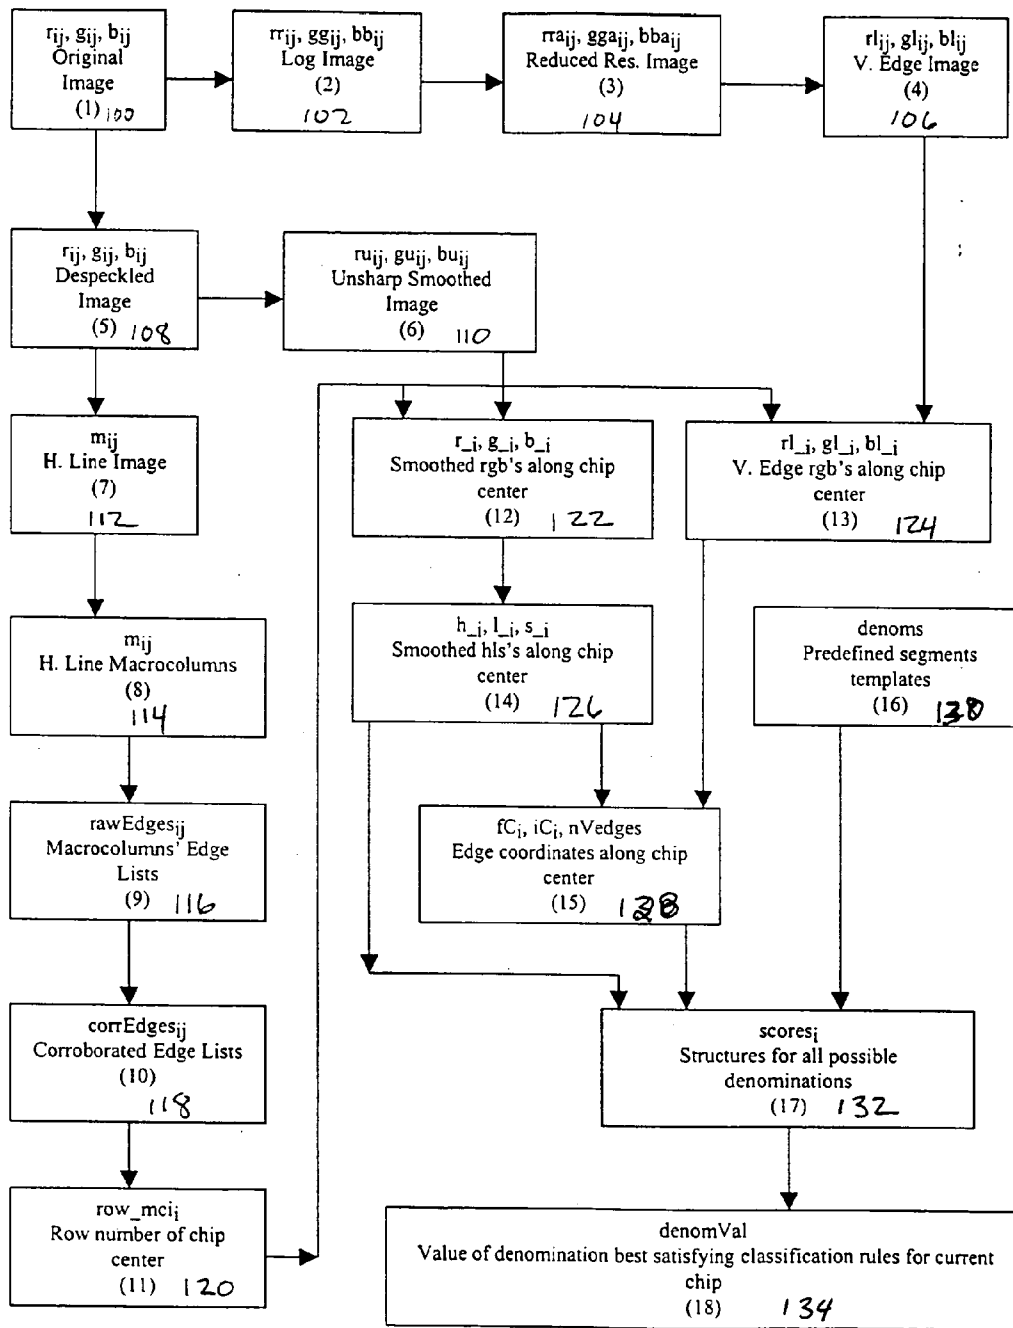 rij, gij, bij
Original
Image
(1) 100
rrij, ggij, bbij
Log Image
(2)
102
rraij, ggaij, bbaij
Reduced Res. Image
(3)
104
rlij, glij, blij
V. Edge Image
(4)
106
rij, gij, bij
Despeckled
Image
(5) 108
ruij, guij, buij
Unsharp Smoothed
Image
(6) 110
mij
H. Line Image
(7)
112
r_i, g_i, b_i
Smoothed rgb's along chip
center
(12) 122
rl_i, gl_i, bl_i
V. Edge rgb's along chip
center
(13) 124
mij
H. Line Macrocolumns
(8)
114
h_i, l_i, s_i
Smoothed hls's along chip
center
(14) 126
denoms
Predefined segments
templates
(16) 130
rawEdgesij
Macrocolumns' Edge
Lists
(9) 116
fCi, iCi, nVedges
Edge coordinates along chip
center
(15) 128
corrEdgesij
Corroborated Edge Lists
(10)
118
scoresi
Structures for all possible
denominations
(17) 132
row_mcii
Row number of chip
center
(11) 120
denomVal
Value of denomination best satisfying classification rules for current
chip
(18) 134